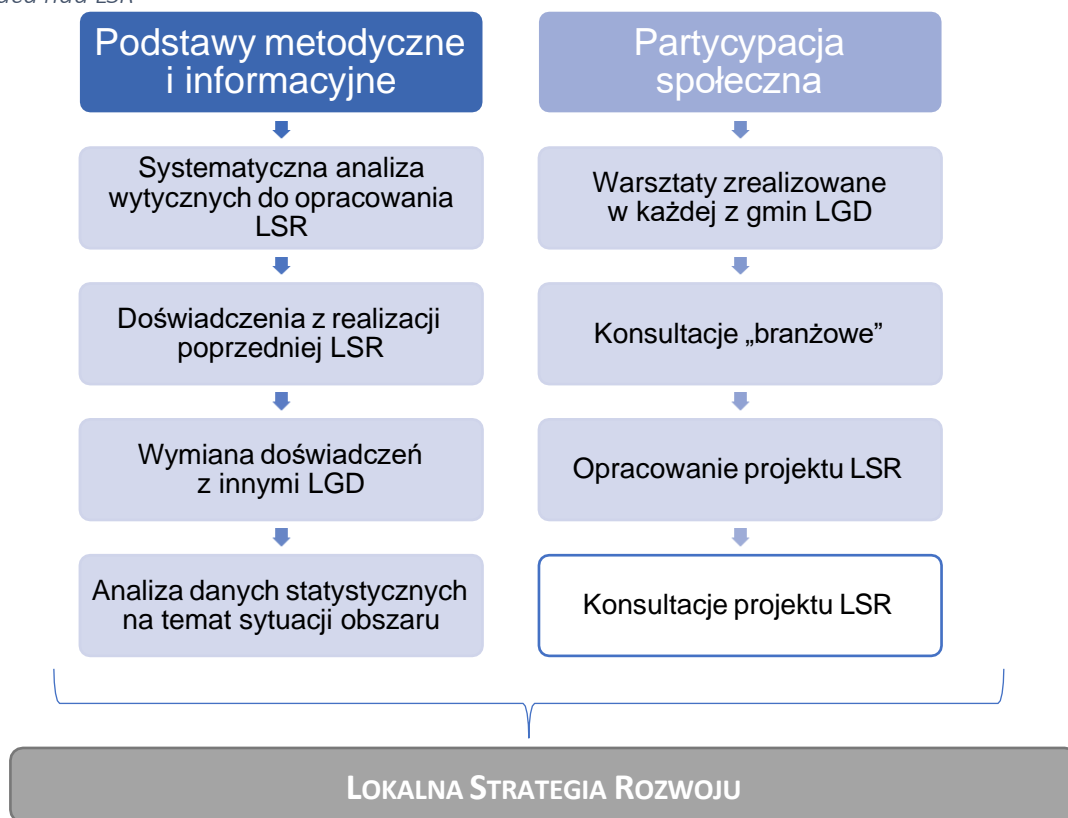 nad LSR
Podstawy metodyczne
i informacyjne
Systematyczna analiza
wytycznych do opracowania
LSR
Doświadczenia z realizacji
poprzedniej LSR
Wymiana doświadczeń
z innymi LGD
Analiza danych statystycznych
na temat sytuacji obszaru
Partycypacja
społeczna
Warsztaty zrealizowane
w każdej z gmin LGD
Konsultacje „branżowe”
Opracowanie projektu LSR
Konsultacje projektu LSR
LOKALNA STRATEGIA ROZWOJU